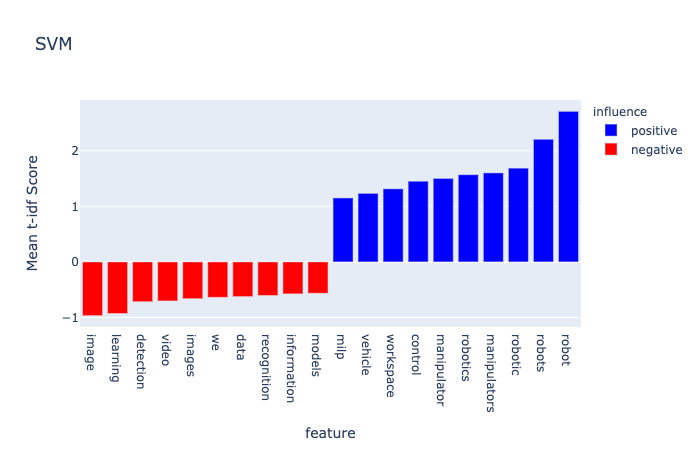 SVM
influence
positive
negative
Mean t-idf Score
2
1
0
−1
image
learning
detection
video
images
we
data
recognition
information
models
milp
vehicle
workspace
control
manipulator
robotics
manipulators
robotic
robots
robot
feature